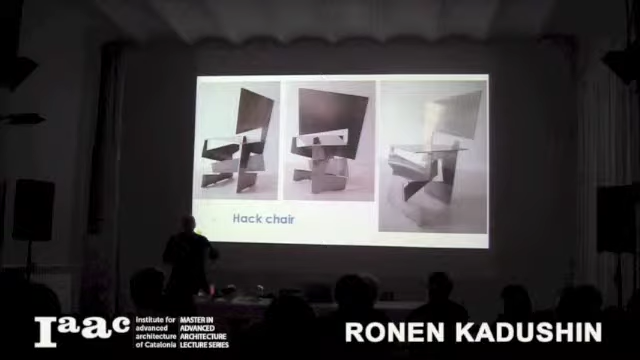 Hack chair
Iaac
institute for
advanced
architecture
of Catalonia
MASTER IN
ADVANCED
ARCHITECTURE
LECTURE SERIES
RONEN KADUSHIN